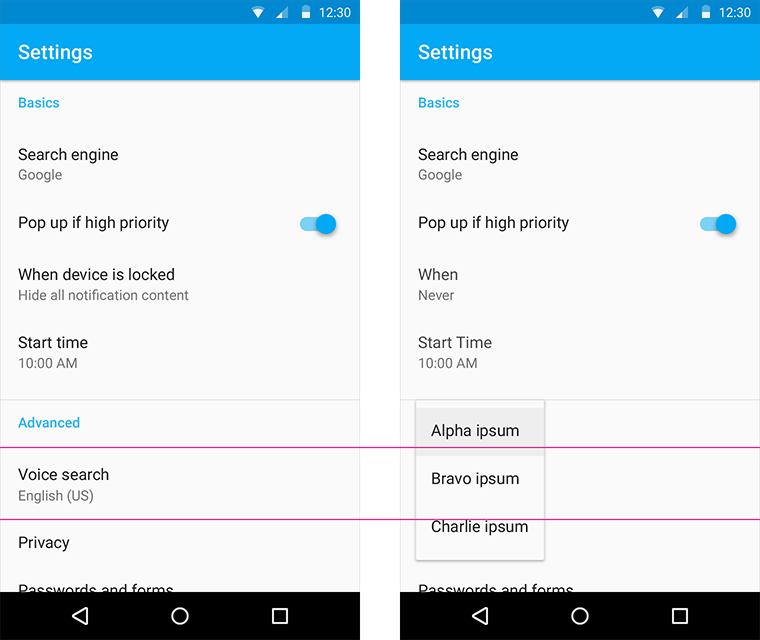 12:30
Settings
Basics
Search engine
Google
Pop up if high priority
When device is locked
Hide all notification content
Start time
10:00 AM
Advanced
Voice search
English (US)
Privacy
Passwords and forms
12:30
Settings
Basics
Search engine
Google
Pop up if high priority
When
Never
Start Time
10:00 AM
Alpha ipsum
Bravo ipsum
Charlie ipsum
Passwords and forms